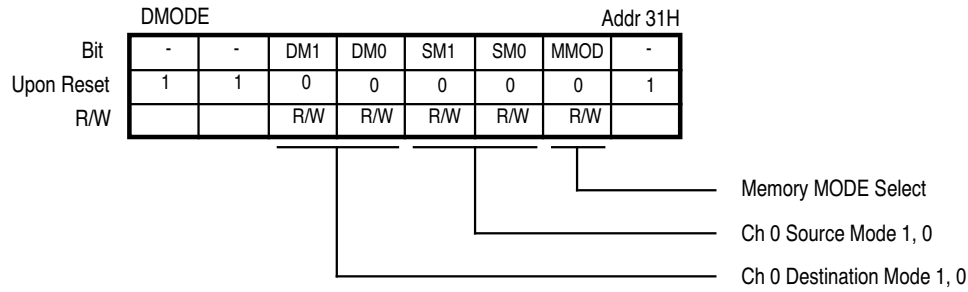 DMODE Addr 31H
Bit - - DM1 DM0 SM1 SM0 MMOD -
Upon Reset 1 1 0 0 0 0 0 1
R/W R/W R/W R/W R/W R/W
Memory MODE Select
Ch 0 Source Mode 1, 0
Ch 0 Destination Mode 1, 0